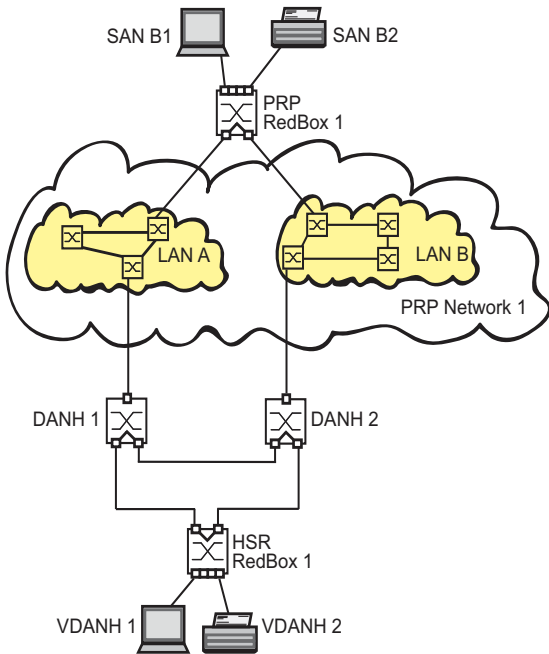 SAN B1
SAN B2
PRP
RedBox 1
LAN A
LAN B
PRP Network 1
DANH 1
DANH 2
HSR
RedBox 1
VDANH 1
VDANH 2